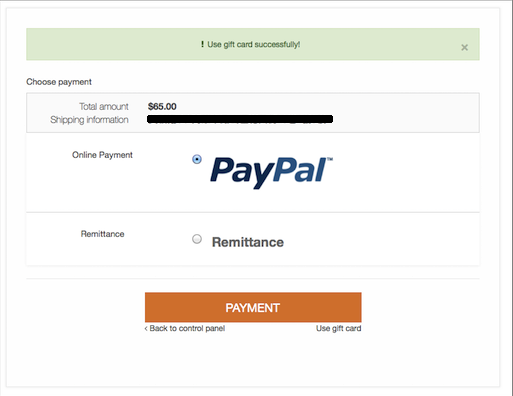 ! Use gift card successfully!
×
Choose payment
Total amount $65.00
Shipping information
Online Payment PayPal™
Remittance Remittance
PAYMENT
‹ Back to control panel Use gift card